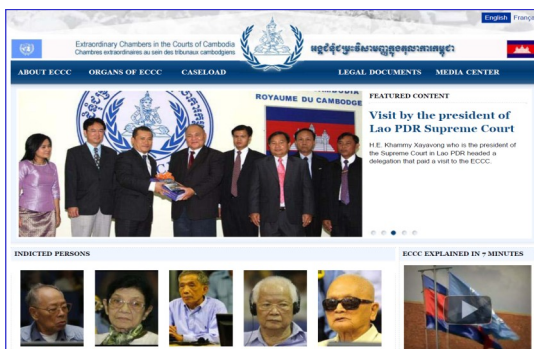 English Françai
Extraordinary Chambers in the Courts of Cambodia
Chambres extraordinaires au sein des tribunaux cambodgiens
អង្គជំនុំជម្រះវិសាមញ្ញក្នុងតុលាការកម្ពុជា
ABOUT ECCC ORGANS OF ECCC CASELOAD LEGAL DOCUMENTS MEDIA CENTER
ROYAUME DU CAMBODGE
FEATURED CONTENT
Visit by the president of
Lao PDR Supreme Court
H.E. Khammy Xayavong who is the president of
the Supreme Court in Lao PDR headed a
delegation that paid a visit to the ECCC.
INDICTED PERSONS
ECCC EXPLAINED IN 7 MINUTES